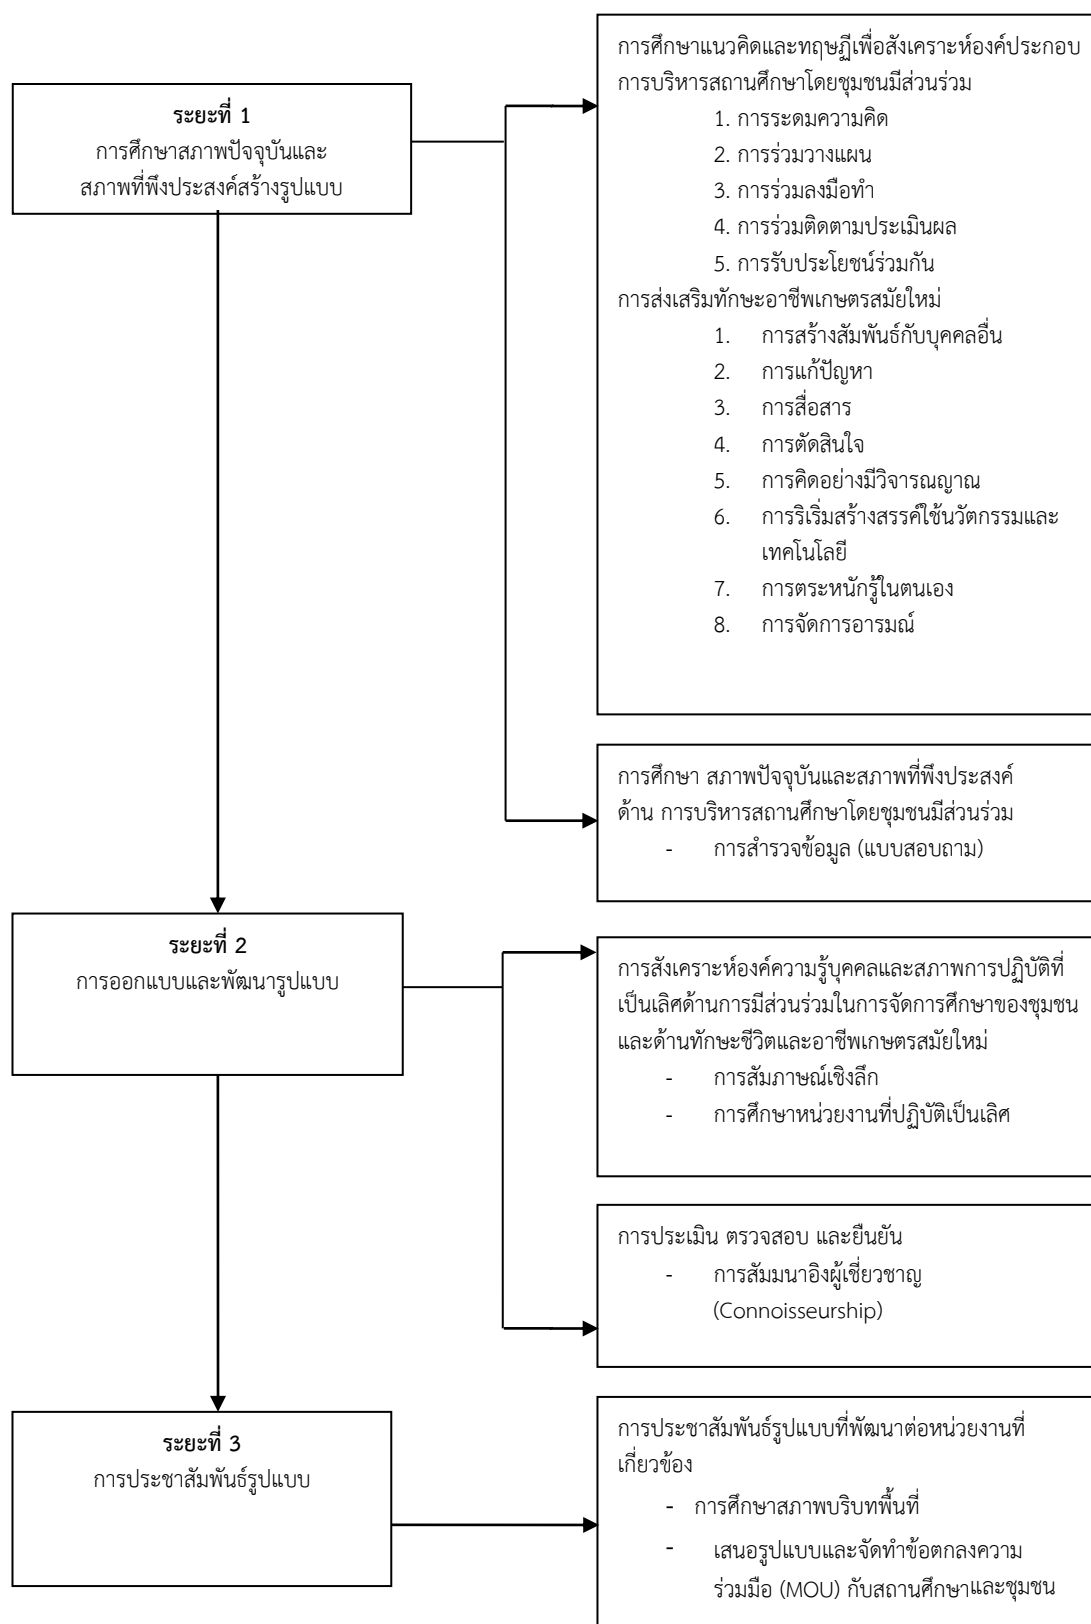 ระยะที่ 1
การศึกษาสภาพปัจจุบันและ
สภาพที่พึงประสงค์สร้างรูปแบบ
การศึกษาแนวคิดและทฤษฎีเพื่อสังเคราะห์องค์ประกอบ
การบริหารสถานศึกษาโดยชุมชนมีส่วนร่วม
1. การระดมความคิด
2. การร่วมวางแผน
3. การร่วมลงมือทำ
4. การร่วมติดตามประเมินผล
5. การรับประโยชน์ร่วมกัน
การส่งเสริมทักษะอาชีพเกษตรสมัยใหม่
1. การสร้างสัมพันธ์กับบุคคลอื่น
2. การแก้ปัญหา
3. การสื่อสาร
4. การตัดสินใจ
5. การคิดอย่างมีวิจารณญาณ
6. การริเริ่มสร้างสรรค์ใช้นวัตกรรมและ
เทคโนโลยี
7. การตระหนักรู้ในตนเอง
8. การจัดการอารมณ์
การศึกษา สภาพปัจจุบันและสภาพที่พึงประสงค์
ด้าน การบริหารสถานศึกษาโดยชุมชนมีส่วนร่วม
- การสำรวจข้อมูล (แบบสอบถาม)
ระยะที่ 2
การออกแบบและพัฒนารูปแบบ
การสังเคราะห์องค์ความรู้บุคคลและสภาพการปฏิบัติที่
เป็นเลิศด้านการมีส่วนร่วมในการจัดการศึกษาของชุมชน
และด้านทักษะชีวิตและอาชีพเกษตรสมัยใหม่
- การสัมภาษณ์เชิงลึก
- การศึกษาหน่วยงานที่ปฏิบัติเป็นเลิศ
การประเมิน ตรวจสอบ และยืนยัน
- การสัมมนาอิงผู้เชี่ยวชาญ
(Connoisseurship)
ระยะที่ 3
การประชาสัมพันธ์รูปแบบ
การประชาสัมพันธ์รูปแบบที่พัฒนาต่อหน่วยงานที่
เกี่ยวข้อง
- การศึกษาสภาพบริบทพื้นที่
- เสนอรูปแบบและจัดทำข้อตกลงความ
ร่วมมือ (MOU) กับสถานศึกษาและชุมชน